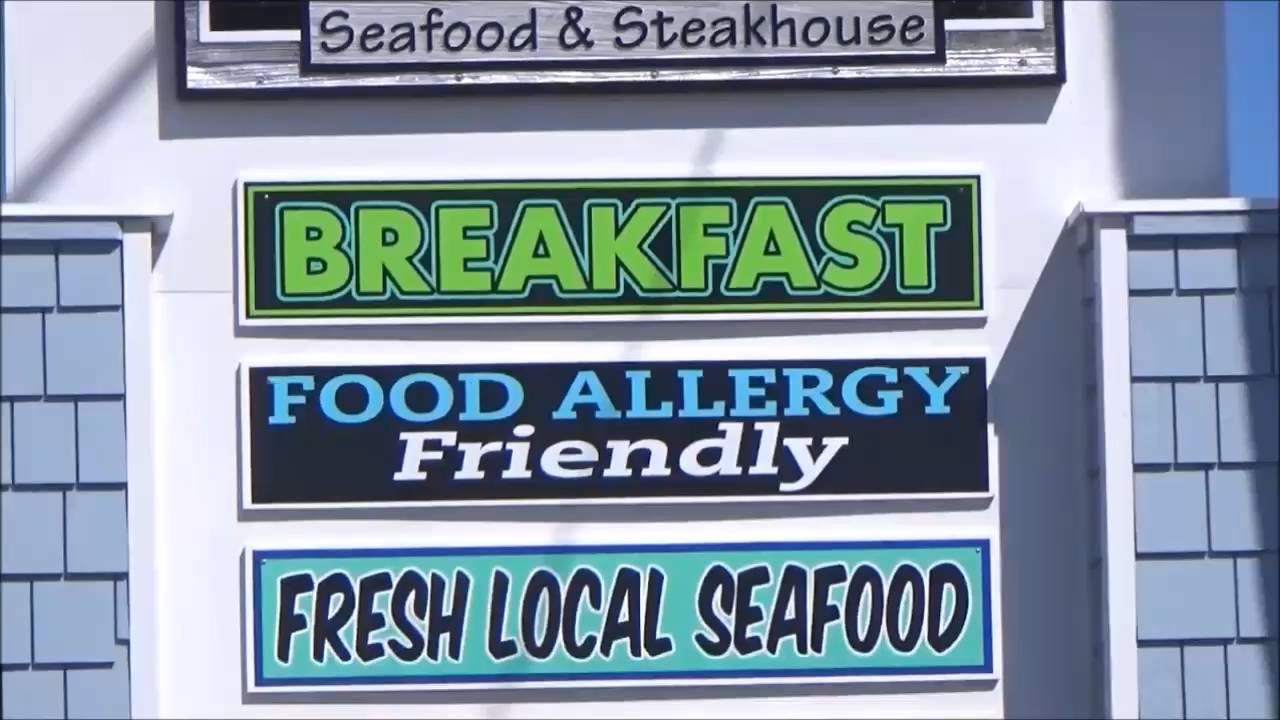 Seafood & Steakhouse
BREAKFAST
FOOD ALLERGY
Friendly
FRESH LOCAL SEAFOOD